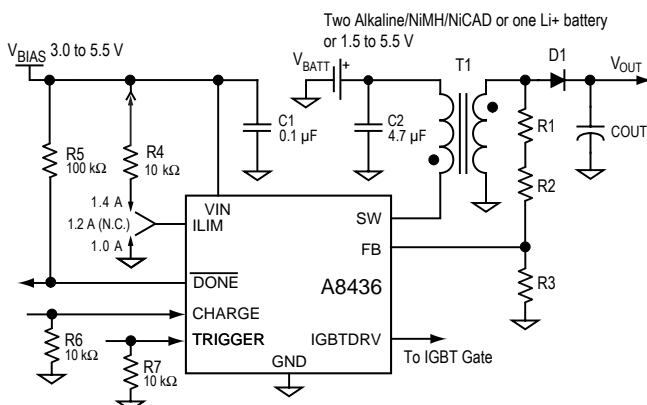 Two Alkaline/NiMH/NiCAD or one Li+ battery
or 1.5 to 5.5 V
VBIAS 3.0 to 5.5 V
VBATT
+
T1
D1
VOUT
C1
0.1 µF
C2
4.7 µF
R1
COUT
R5
100 kΩ
R4
10 kΩ
R2
1.4 A
1.2 A (N.C.)
1.0 A
VIN
ILIM
SW
FB
R3
DONE
A8436
CHARGE
TRIGGER
IGBTDRV
To IGBT Gate
GND
R6
10 kΩ
R7
10 kΩ